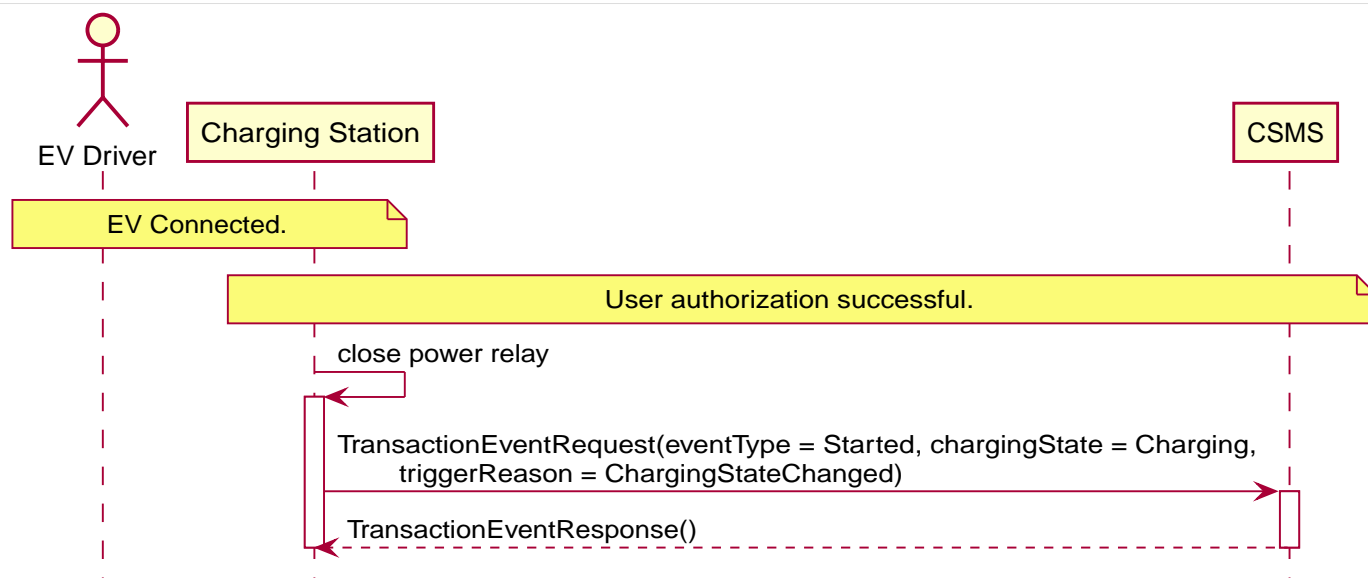 EV Driver
Charging Station
CSMS
EV Connected.
User authorization successful.
close power relay
TransactionEventRequest(eventType = Started, chargingState = Charging,
triggerReason = ChargingStateChanged)
TransactionEventResponse()